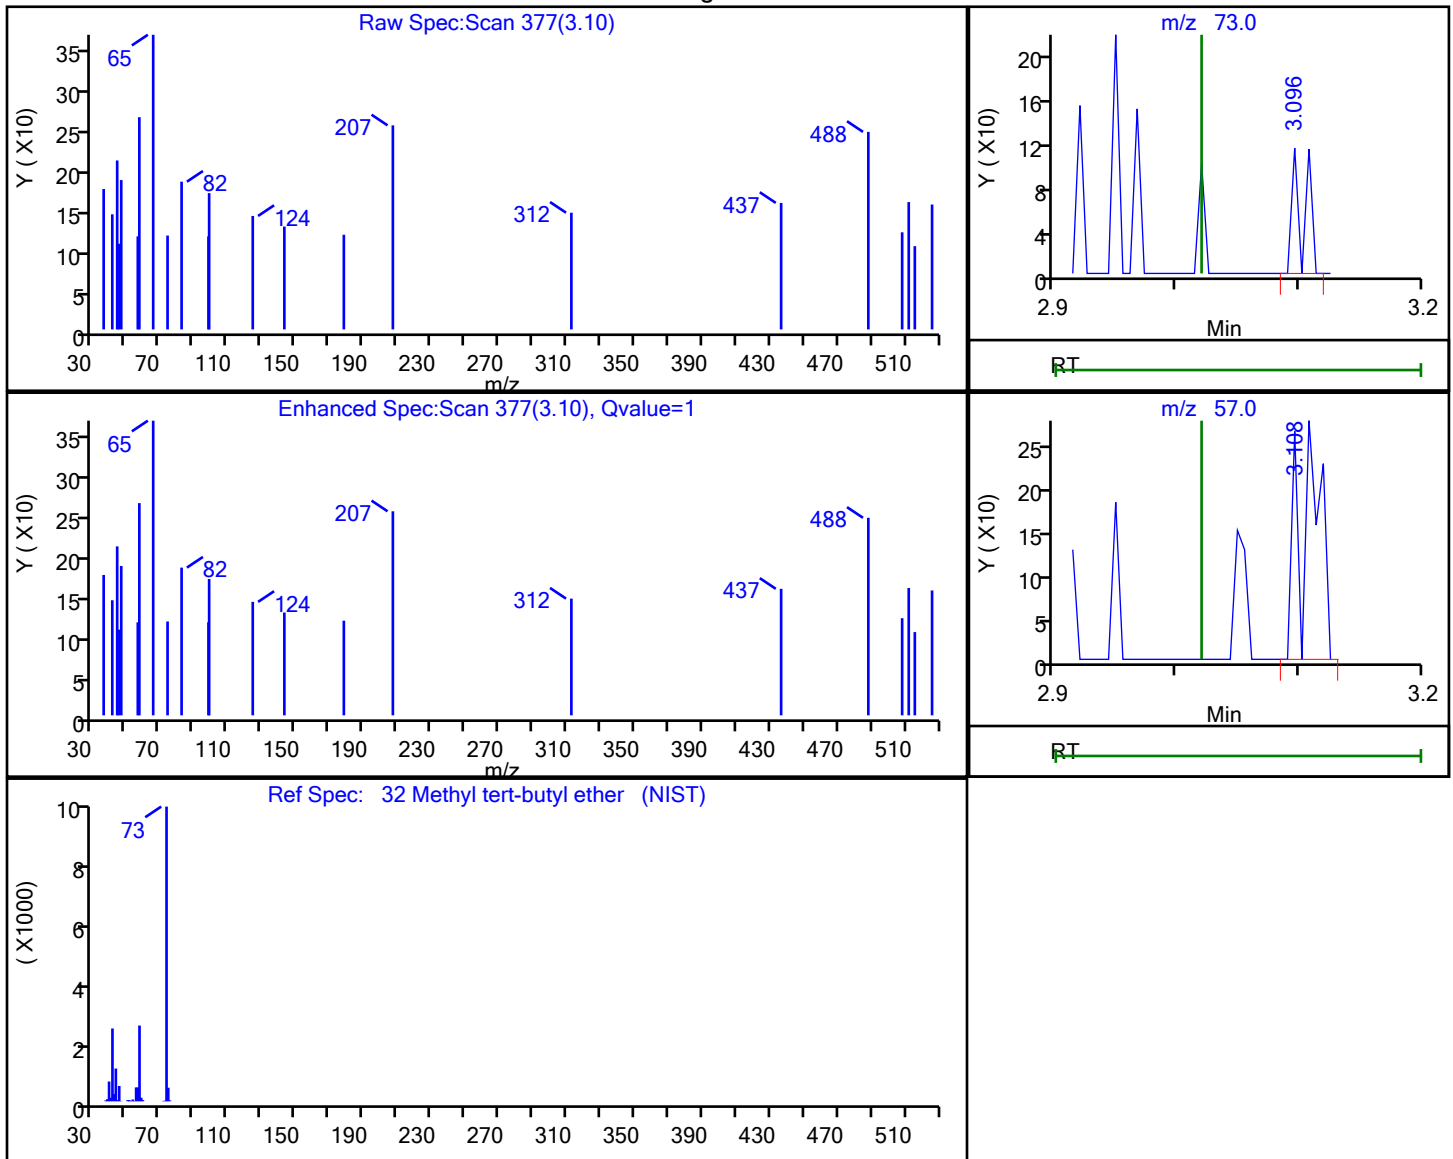 Raw Spec:Scan 377(3.10)
Y ( X10)
35
30
25
20
15
10
5
0
65
82
124
207
312
437
488
30 70 110 150 190 230 270 310 350 390 430 470 510
m/z
m/z 73.0
Y ( X10)
20
16
12
8
4
0
3.096
2.9 3.2
Min
RT
Enhanced Spec:Scan 377(3.10), Qvalue=1
Y ( X10)
35
30
25
20
15
10
5
0
65
82
124
207
312
437
488
30 70 110 150 190 230 270 310 350 390 430 470 510
m/z
m/z 57.0
Y ( X10)
25
20
15
10
5
0
3.108
2.9 3.2
Min
RT
Ref Spec: 32 Methyl tert-butyl ether (NIST)
( X1000)
10
8
6
4
2
0
73
30 70 110 150 190 230 270 310 350 390 430 470 510